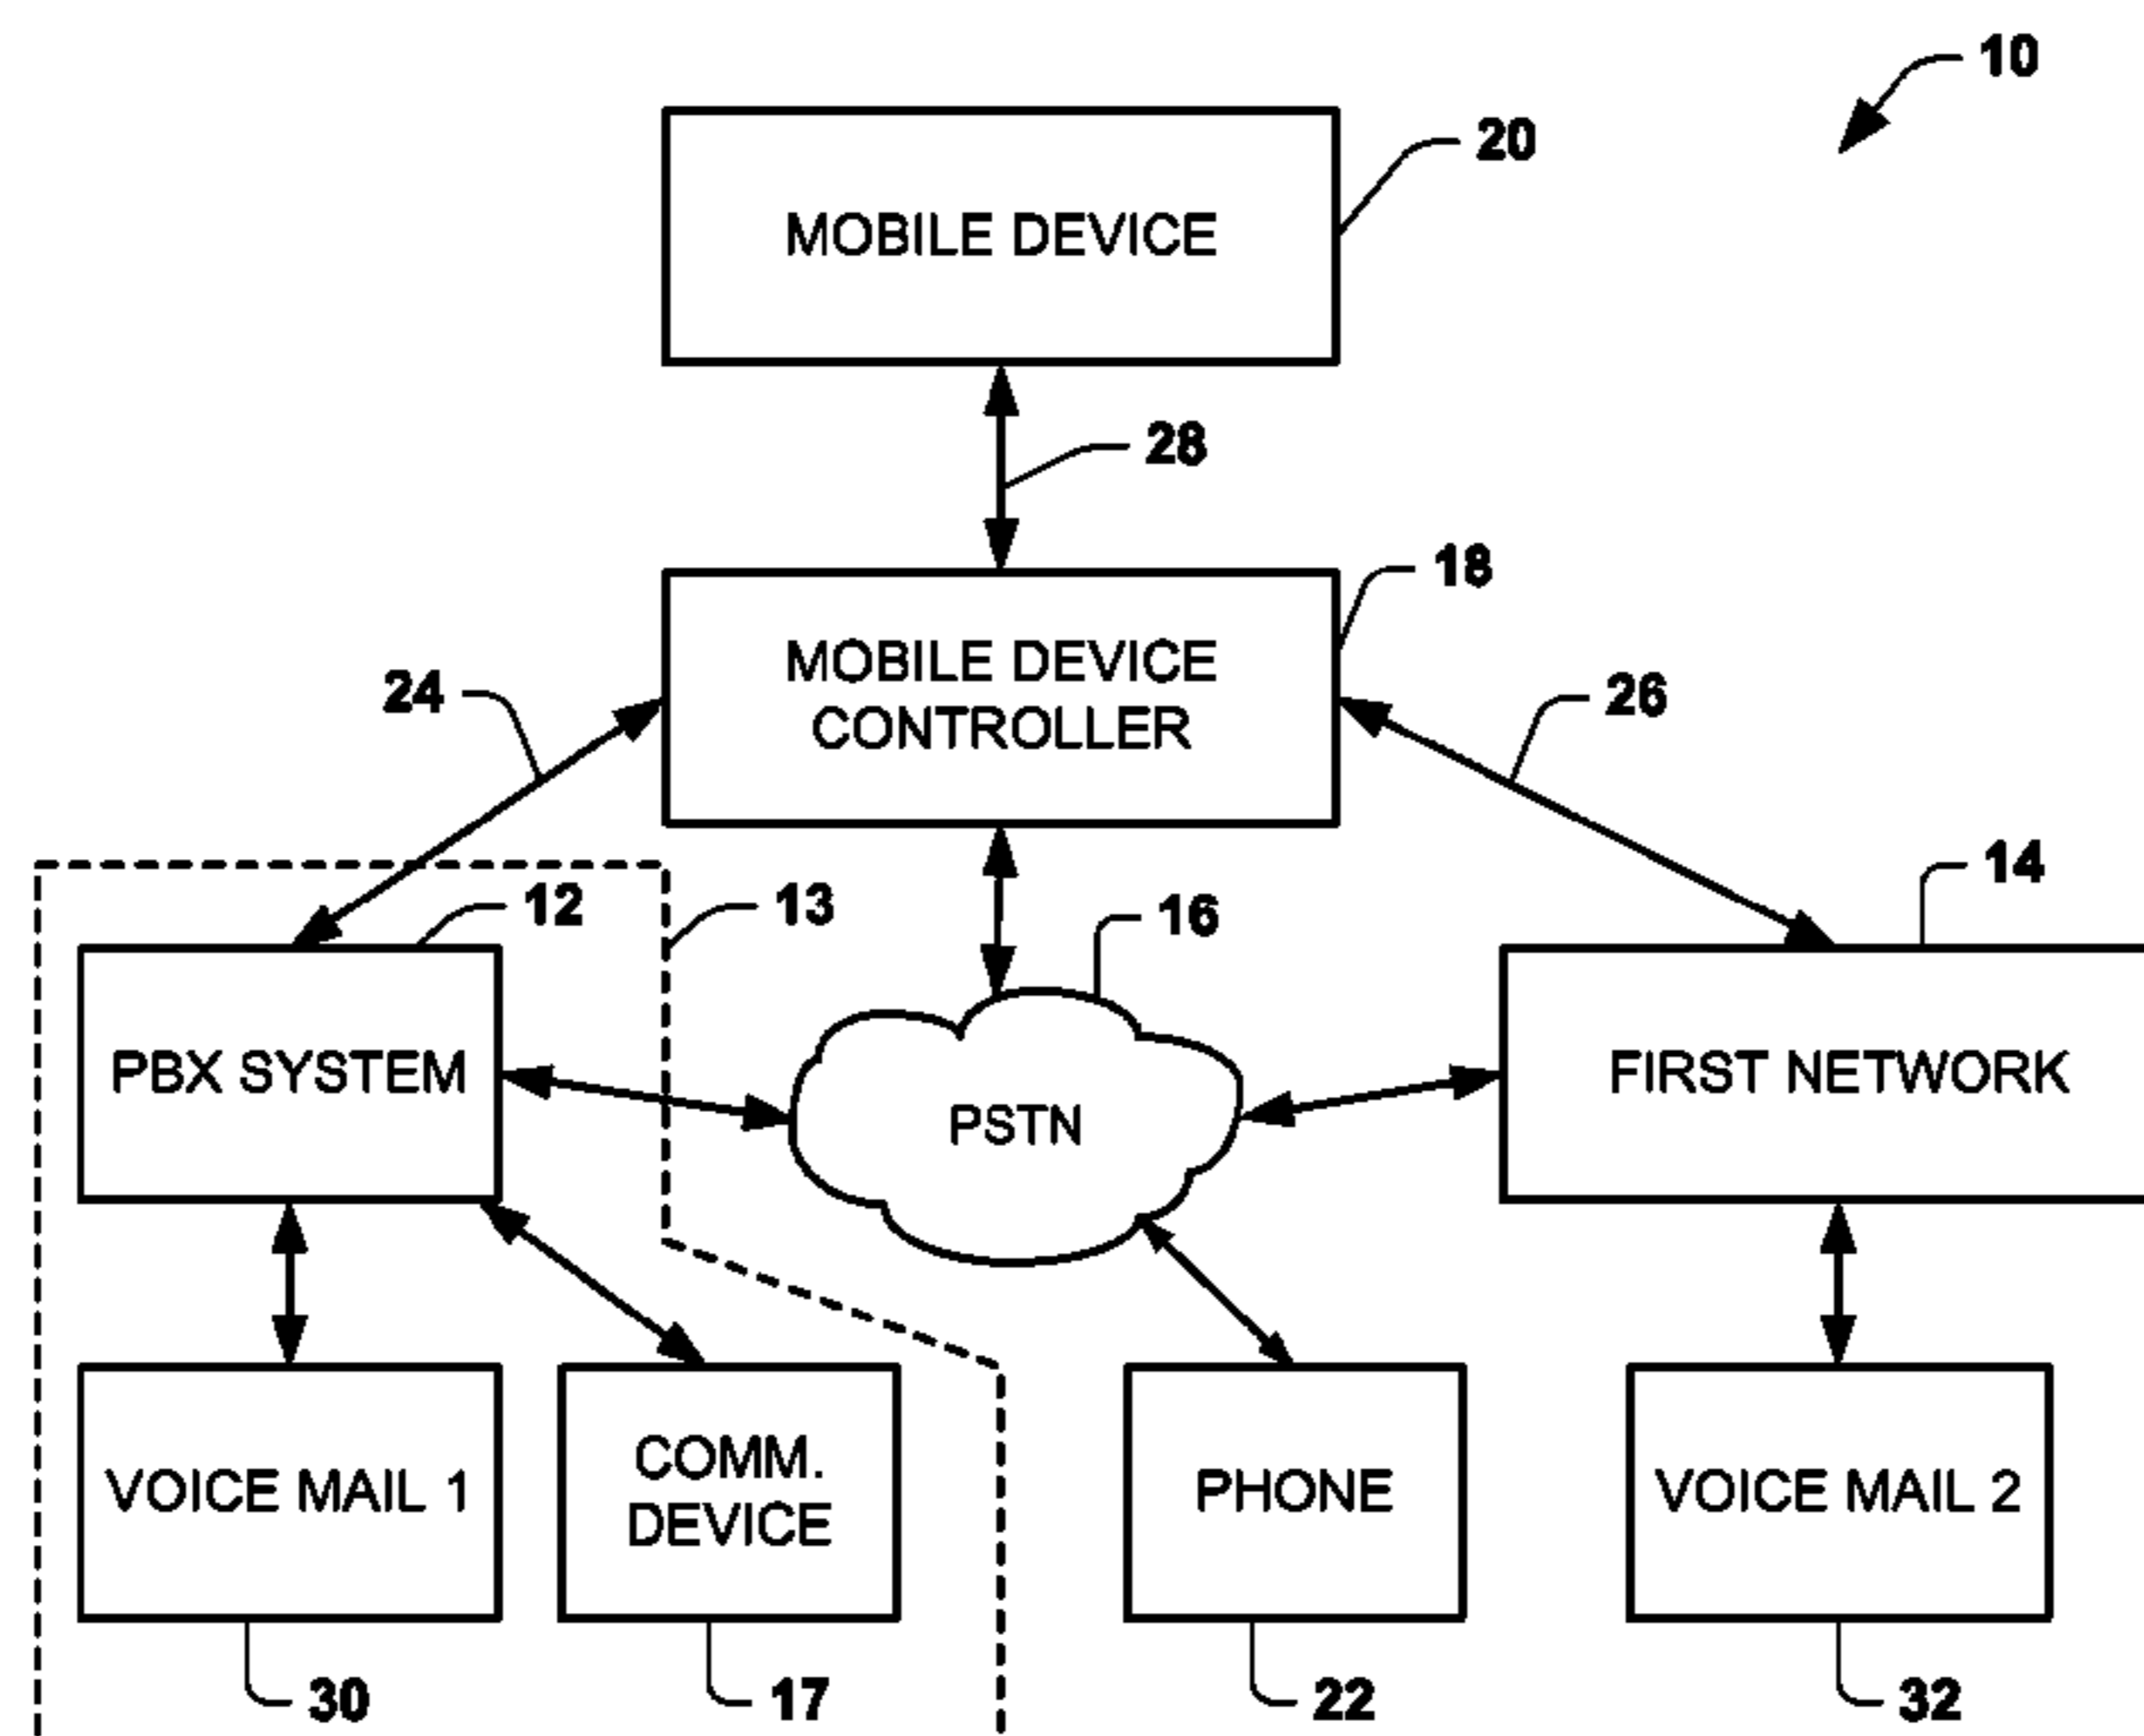 10
20
MOBILE DEVICE
28
18
MOBILE DEVICE
CONTROLLER
24
26
14
12
13
16
PBX SYSTEM
PSTN
FIRST NETWORK
VOICE MAIL 1
COMM.
DEVICE
PHONE
VOICE MAIL 2
30
17
22
32